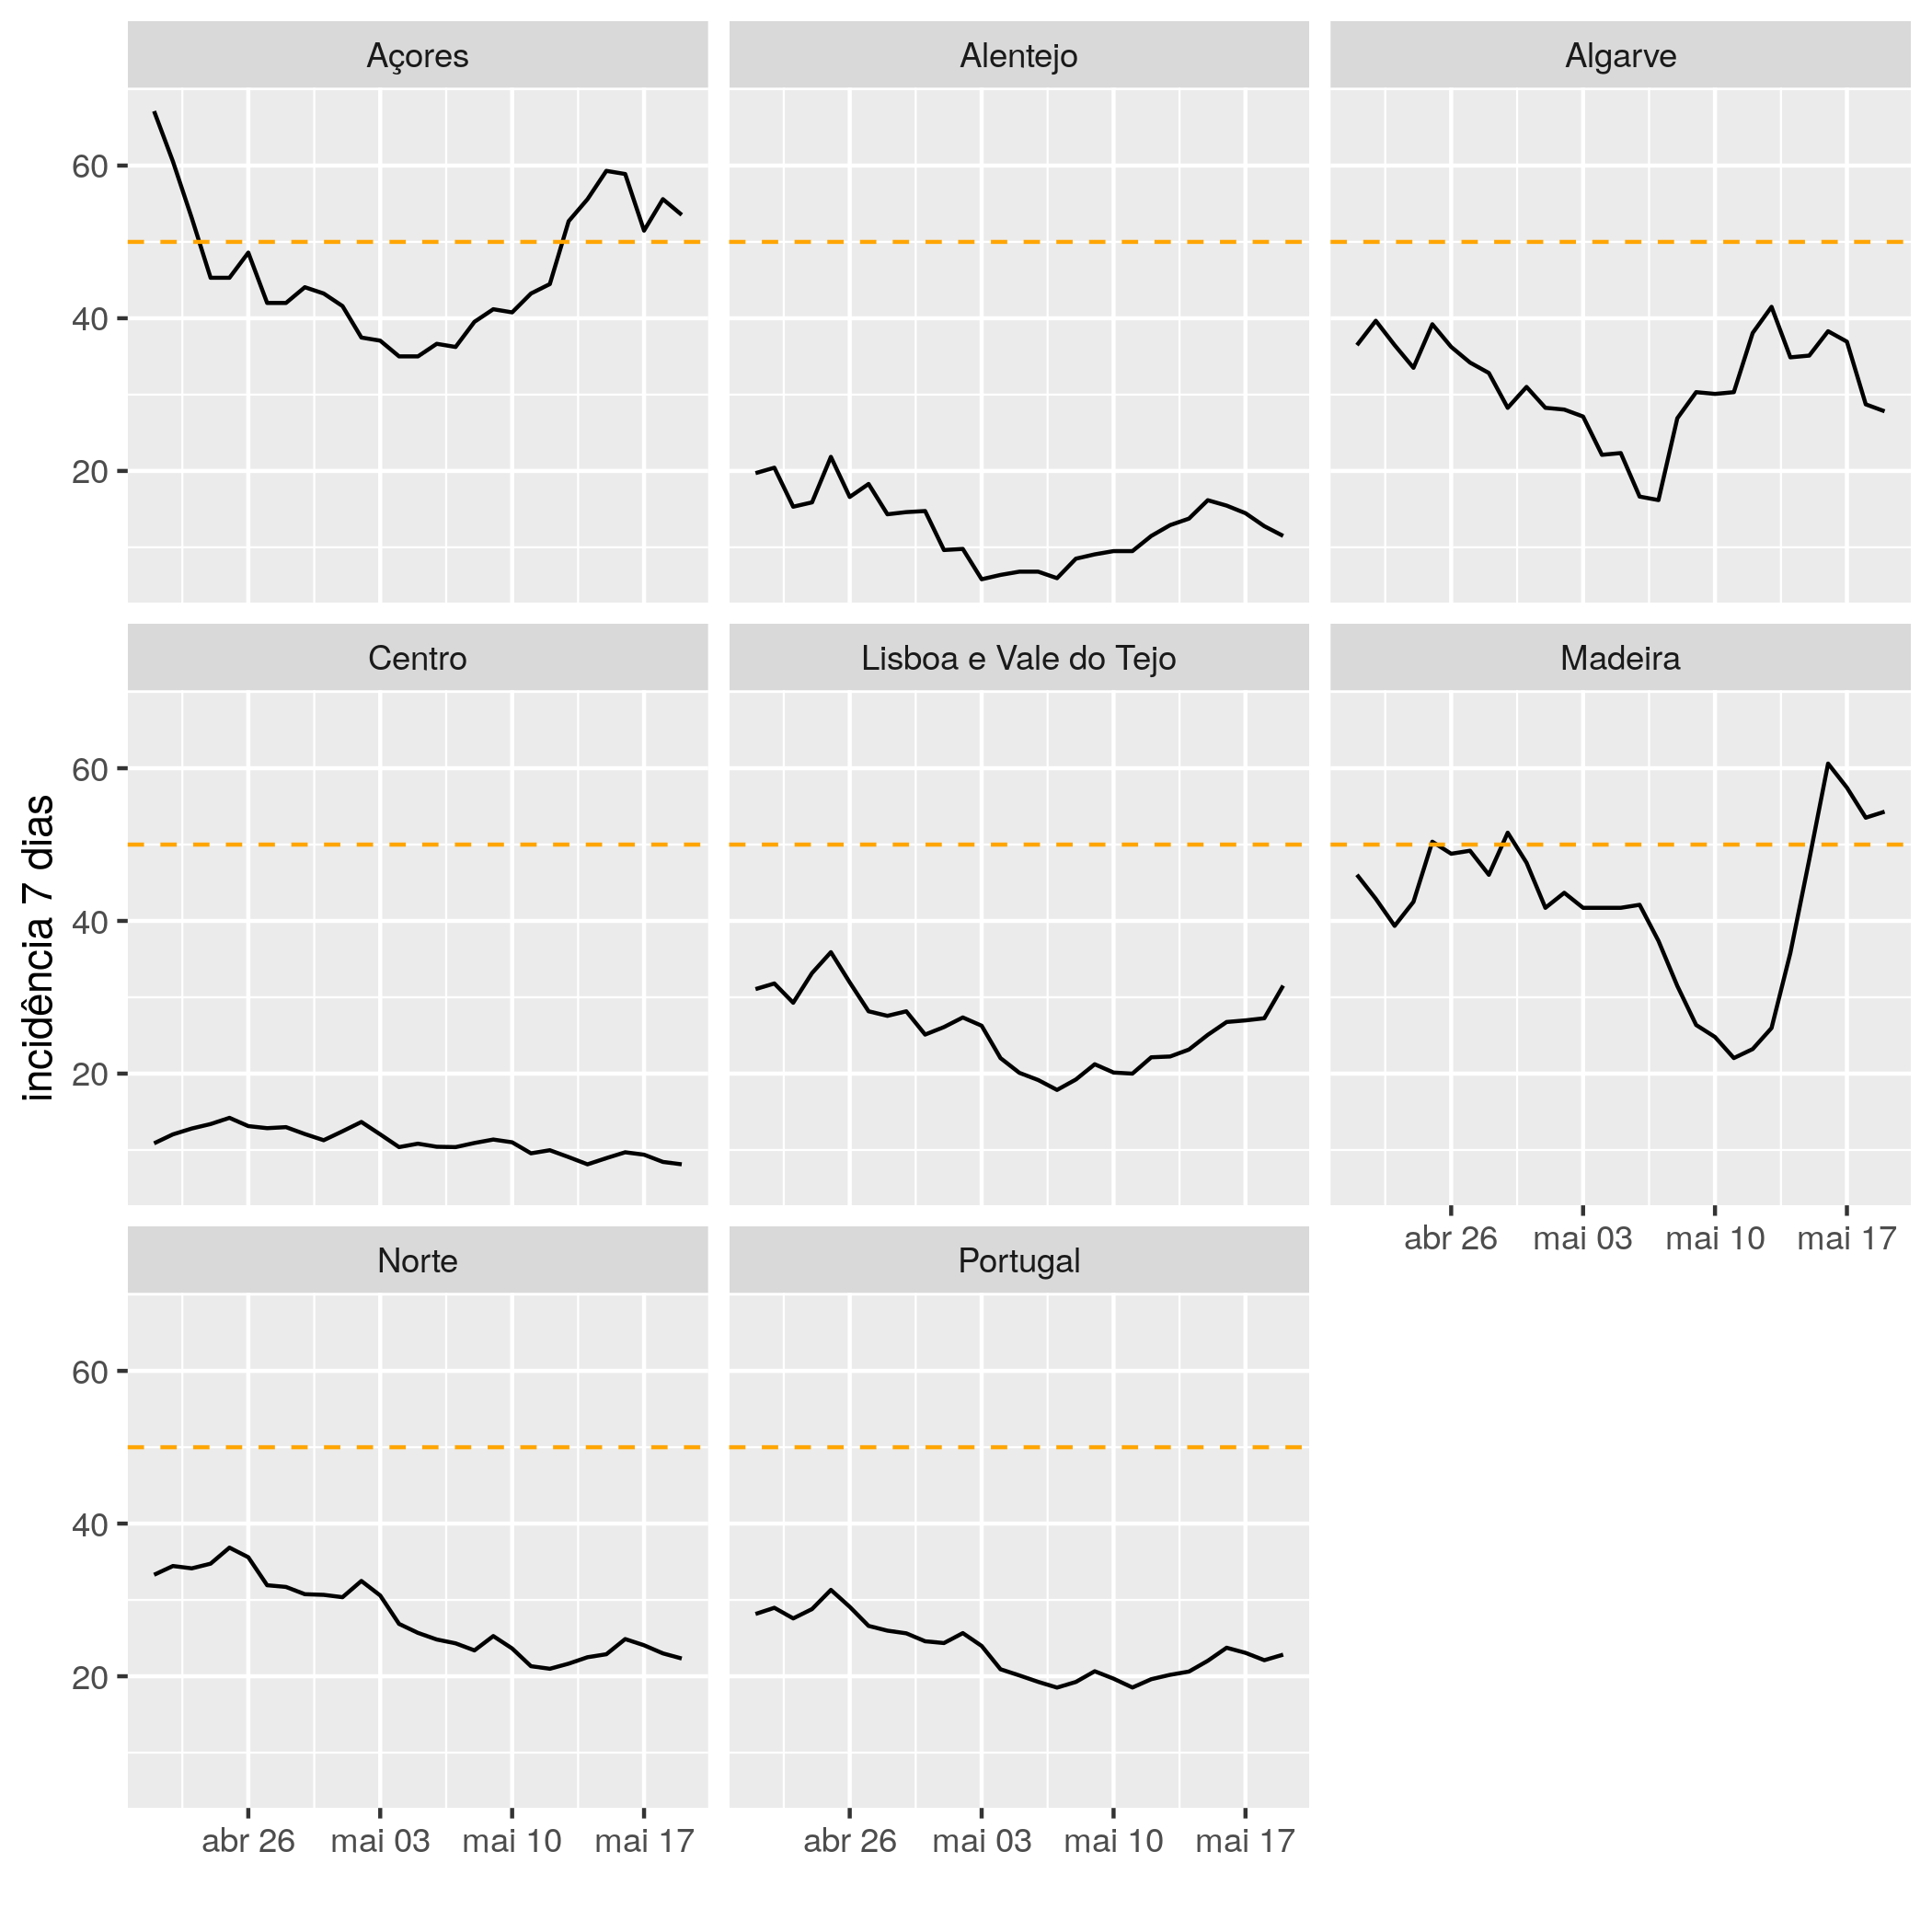 Açores
Alentejo
Algarve
60
40
20
Centro
Lisboa e Vale do Tejo
Madeira
60
40
20
incidência 7 dias
abr 26 mai 03 mai 10 mai 17
Norte
Portugal
60
40
20
abr 26 mai 03 mai 10 mai 17
abr 26 mai 03 mai 10 mai 17